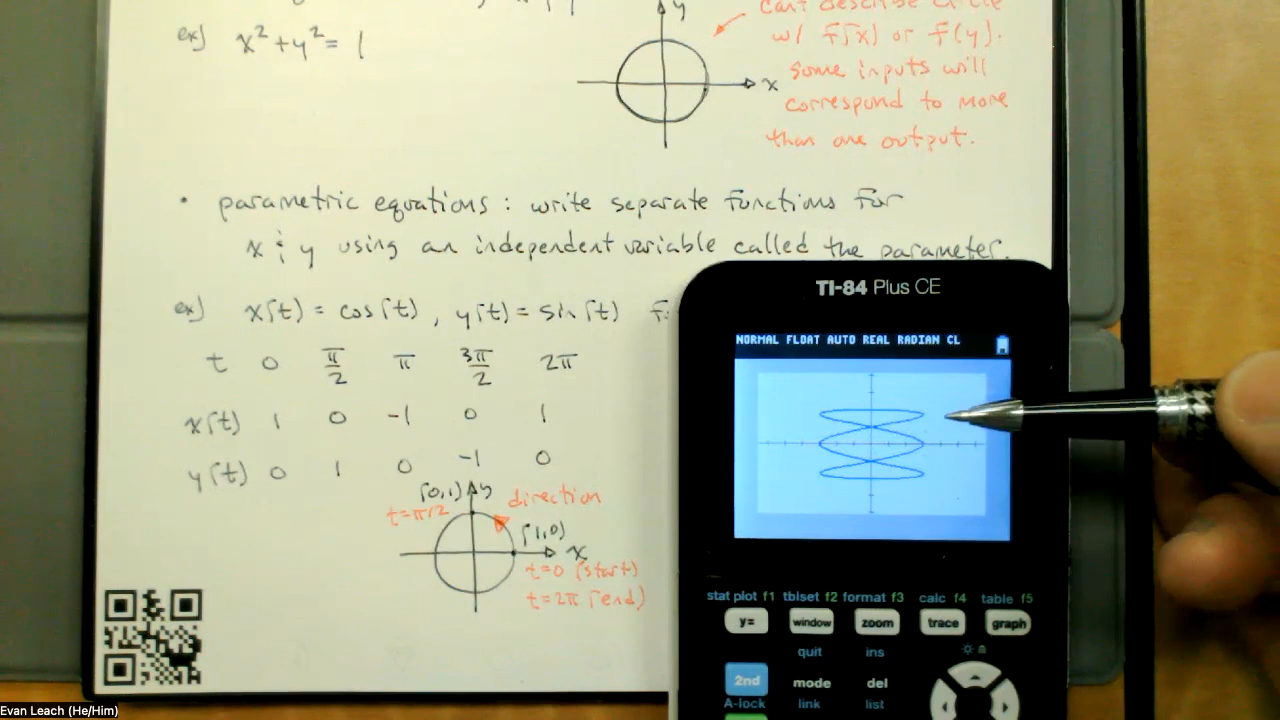 can't describe circle
ex) x² + y² = 1
y
w/ f(x) or f(y).
some inputs will
x
correspond to more
than one output.
• parametric equations : write separate functions for
x & y using an independent variable called the parameter.
ex) x(t) = cos(t) , y(t) = sin(t)
t 0 π/2 π 3π/2 2π
x(t) 1 0 -1 0 1
y(t) 0 1 0 -1 0
(0,1) y direction
t=π/2
(1,0)
x
t=0 (start)
t=2π (end)
TI-84 Plus CE
NORMAL FLOAT AUTO REAL RADIAN CL
stat plot f1 tblset f2 format f3 calc f4 table f5
y= window zoom trace graph
quit ins
2nd mode del
A-lock link list
Evan Leach (He/Him)